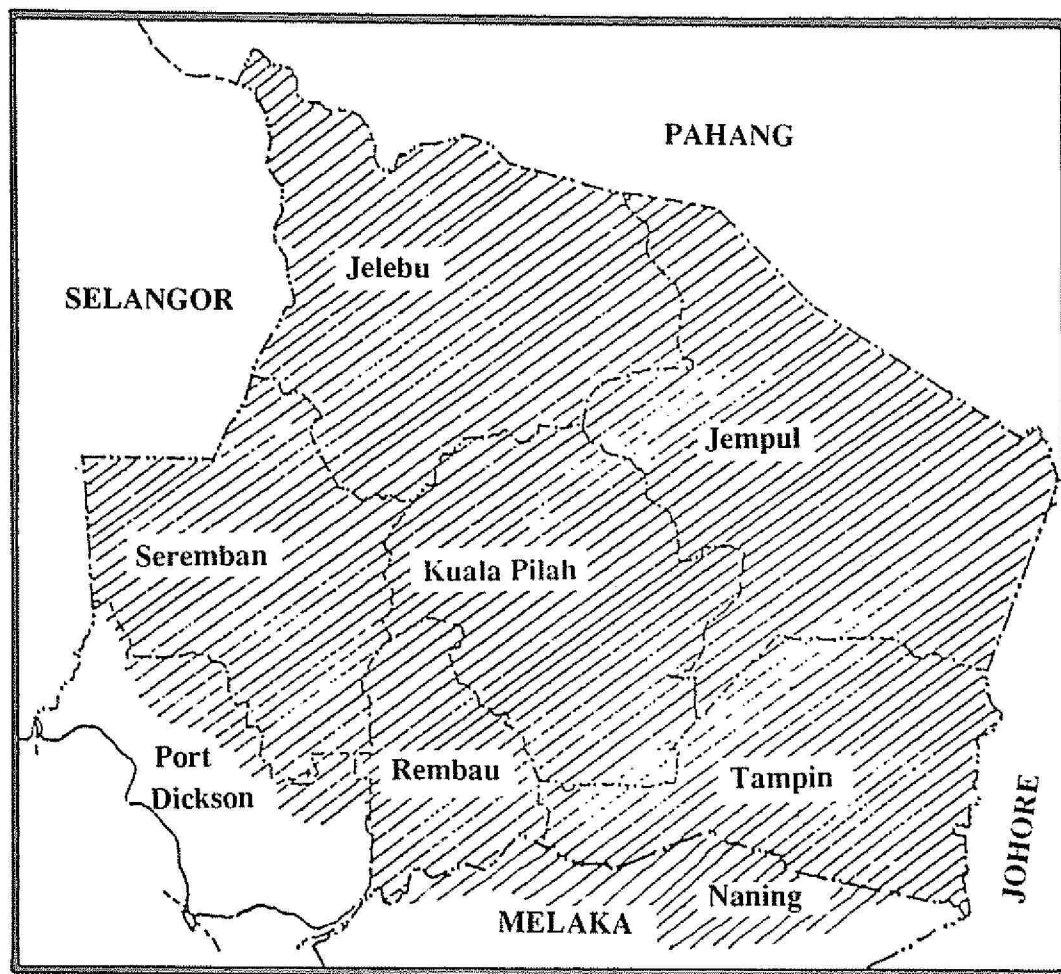 PAHANG
Jelebu
SELANGOR
Jempul
Seremban
Kuala Pilah
Port
Dickson
Rembau
Tampin
JOHORE
Naning
MELAKA